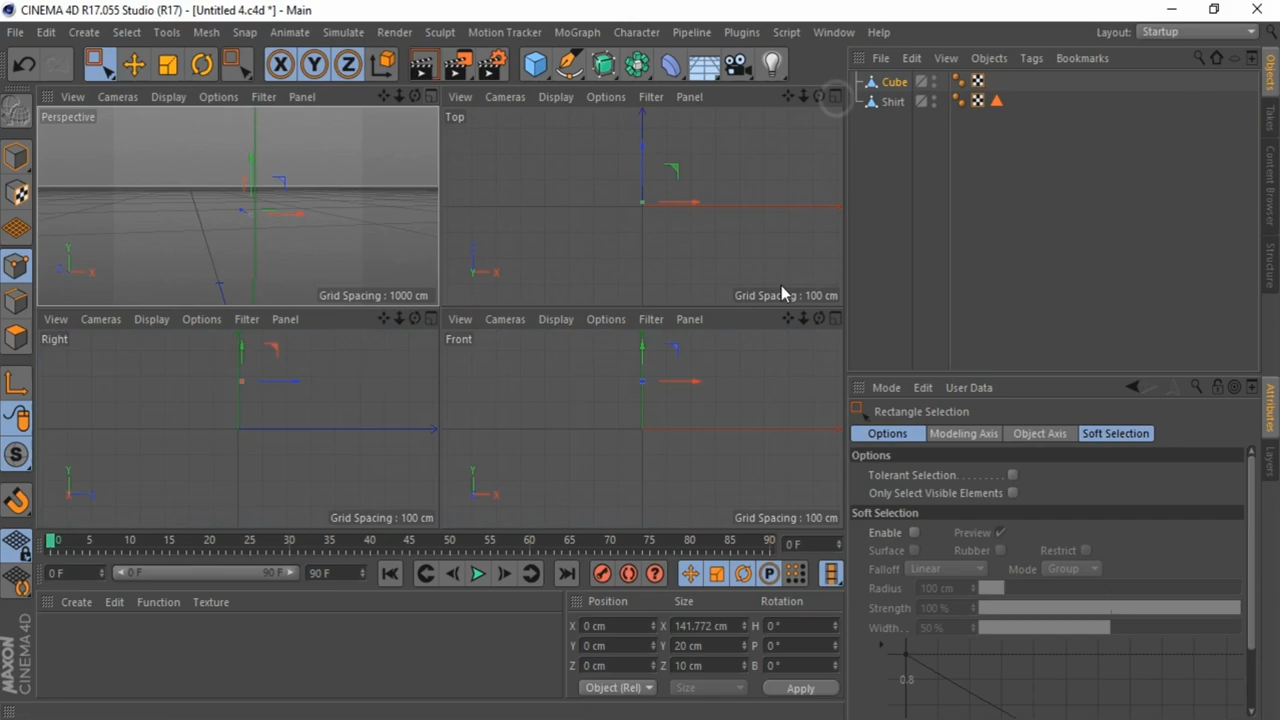 CINEMA 4D R17.055 Studio (R17) - [Untitled 4.c4d *] - Main
File Edit Create Select Tools Mesh Snap Animate Simulate Render Sculpt Motion Tracker MoGraph Character Pipeline Plugins Script Window Help Layout: Startup
X Y Z
File Edit View Objects Tags Bookmarks
Cube
Shirt
View Cameras Display Options Filter Panel
Perspective
Y
Z X
Grid Spacing : 1000 cm
View Cameras Display Options Filter Panel
Top
Z
Y X
Grid Spacing : 100 cm
View Cameras Display Options Filter Panel
Right
Y
X Z
Grid Spacing : 100 cm
View Cameras Display Options Filter Panel
Front
Y
Z X
Grid Spacing : 100 cm
Objects
Takes
Content Browser
Structure
Attributes
Layers
Mode Edit User Data
Rectangle Selection
Options Modeling Axis Object Axis Soft Selection
Options
Tolerant Selection. . . . . . . .
Only Select Visible Elements
Soft Selection
Enable Preview
Surface Rubber Restrict
Falloff Linear Mode Group
Radius 100 cm
Strength 100 %
Width. . 50 %
0.8
S
0 5 10 15 20 25 30 35 40 45 50 55 60 65 70 75 80 85 90 0 F
0 F 0 F 90 F 90 F
P
Create Edit Function Texture
Position Size Rotation
X 0 cm X 141.772 cm H 0 °
Y 0 cm Y 20 cm P 0 °
Z 0 cm Z 10 cm B 0 °
Object (Rel) Size Apply
MAXON
CINEMA 4D